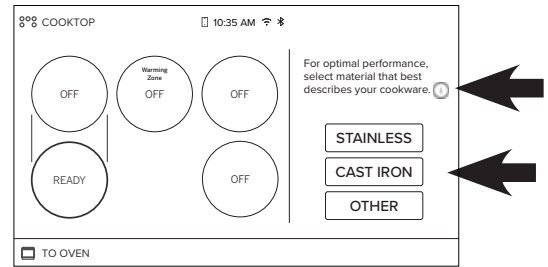 COOKTOP
10:35 AM
OFF
Warming
Zone
OFF
OFF
READY
OFF
For optimal performance,
select material that best
describes your cookware.
STAINLESS
CAST IRON
OTHER
TO OVEN